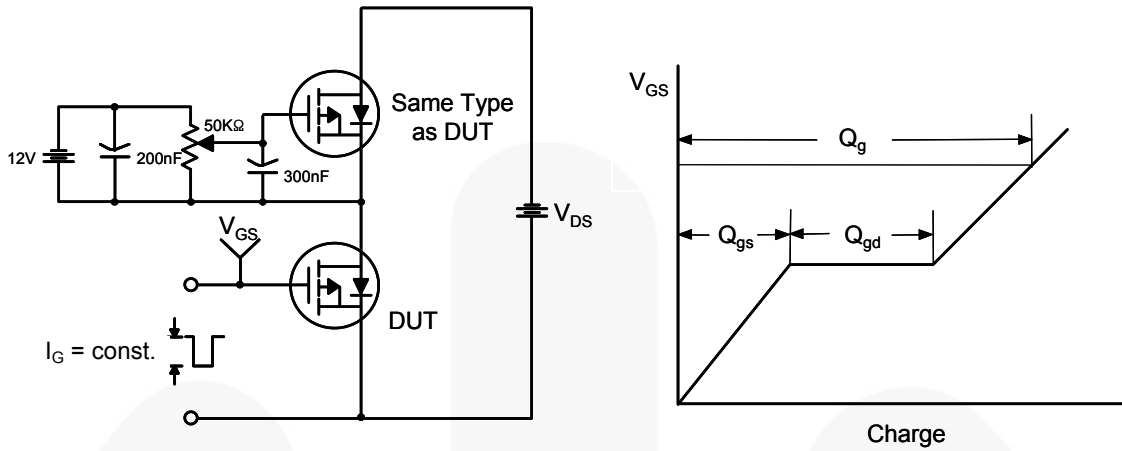 12V
200nF
50KΩ
300nF
Same Type
as DUT
V_GS
DUT
I_G = const.
V_DS
V_GS
Q_g
Q_gs
Q_gd
Charge